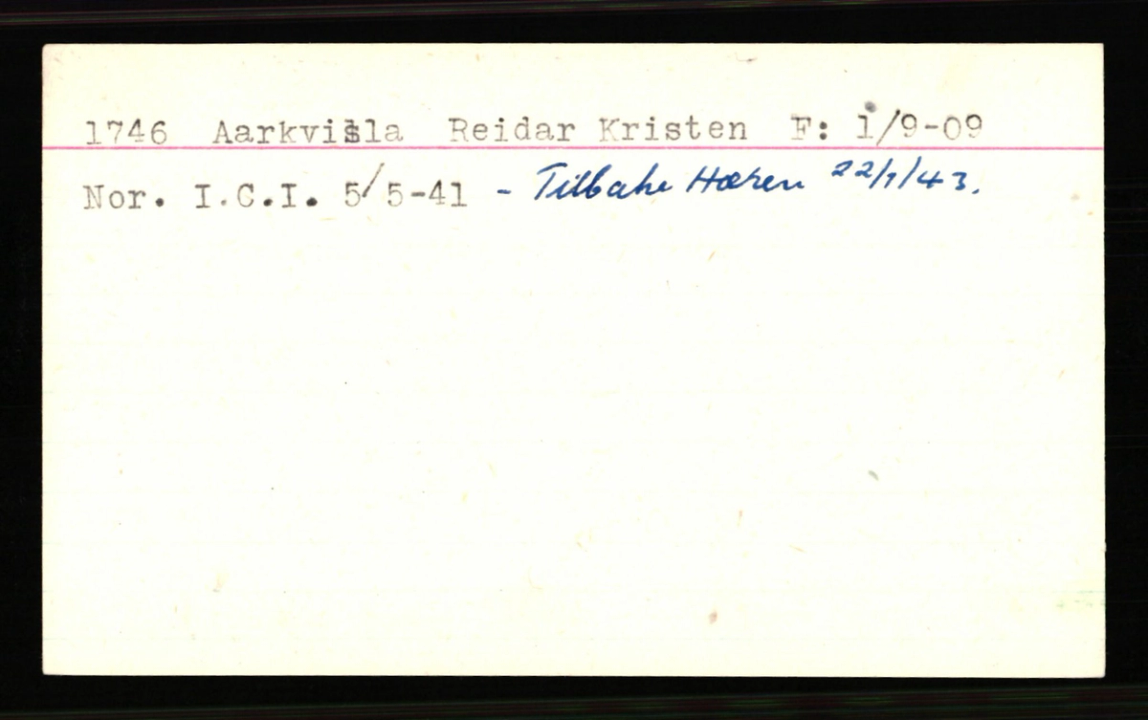 1746 Aarkvisla Reidar Kristen F: 1/9-09
Nor. I.C.I. 5/5-41 - Tilbake Hæren 22/1/43.